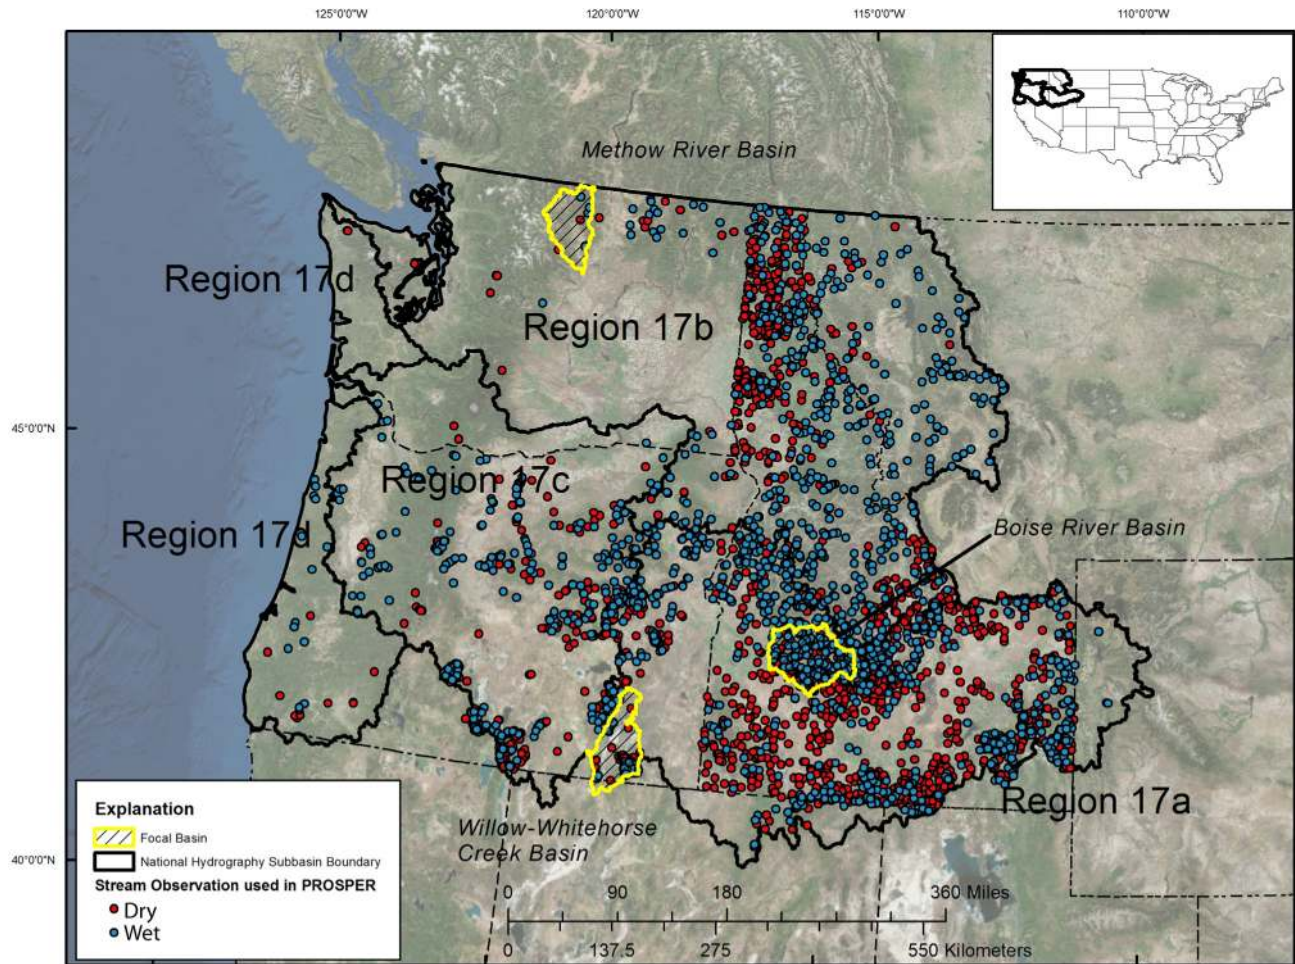 125°0'0"W
120°0'0"W
115°0'0"W
110°0'0"W
Methow River Basin
Region 17d
Region 17b
45°0'0"N
Region 17c
Region 17d
Boise River Basin
Region 17a
Willow-Whitehorse
Creek Basin
40°0'0"N
Explanation
Focal Basin
National Hydrography Subbasin Boundary
Stream Observation used in PROSPER
Dry
Wet
0 90 180 360 Miles
0 137.5 275 550 Kilometers